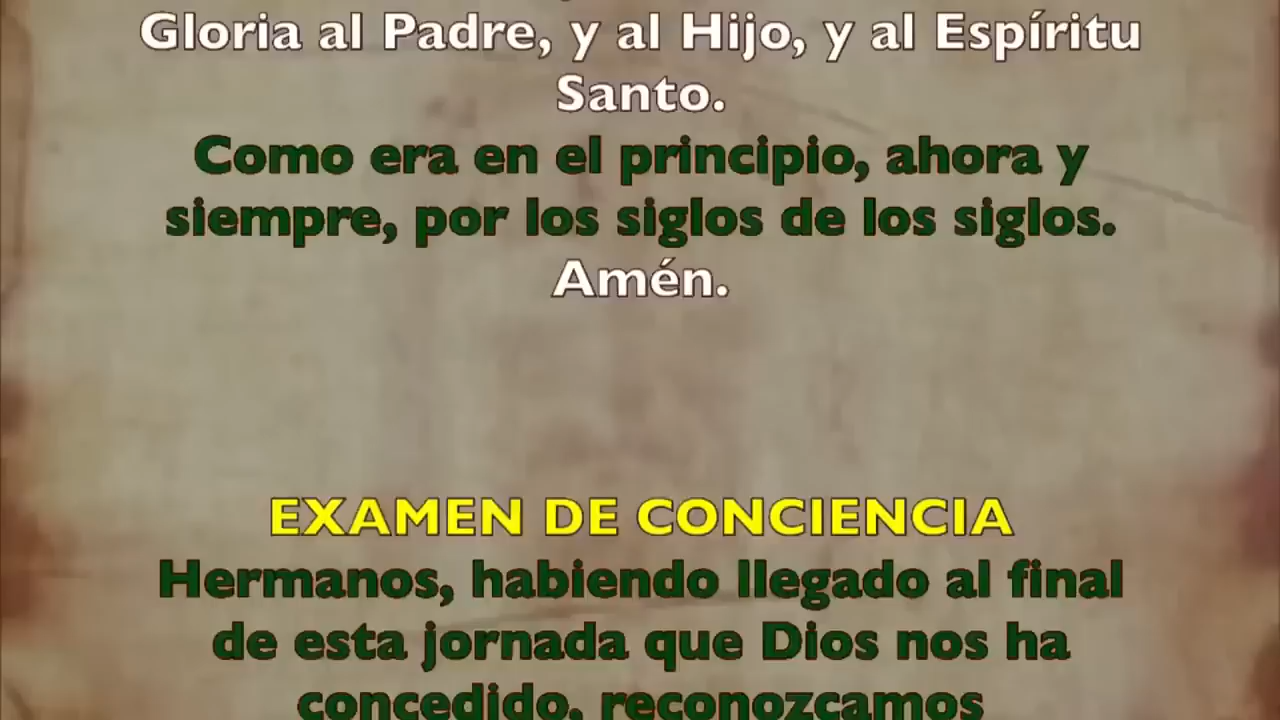 Gloria al Padre, y al Hijo, y al Espíritu
Santo.
Como era en el principio, ahora y
siempre, por los siglos de los siglos.
Amén.
EXAMEN DE CONCIENCIA
Hermanos, habiendo llegado al final
de esta jornada que Dios nos ha
concedido, reconozcamos